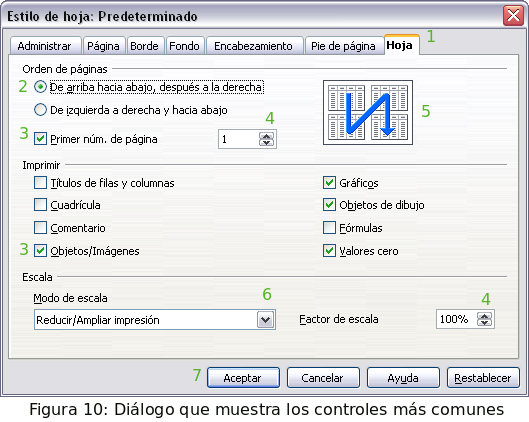 Estilo de hoja: Predeterminado
Administrar Página Borde Fondo Encabezamiento Pie de página Hoja 1
Orden de páginas
2 De arriba hacia abajo, después a la derecha
De izquierda a derecha y hacia abajo
4 5
3 Primer núm. de página 1
Imprimir
Títulos de filas y columnas Gráficos
Cuadrícula Objetos de dibujo
Comentario Fórmulas
3 Objetos/Imágenes Valores cero
Escala
Modo de escala 6 4
Reducir/Ampliar impresión Factor de escala 100%
7 Aceptar Cancelar Ayuda Restablecer
Figura 10: Diálogo que muestra los controles más comunes